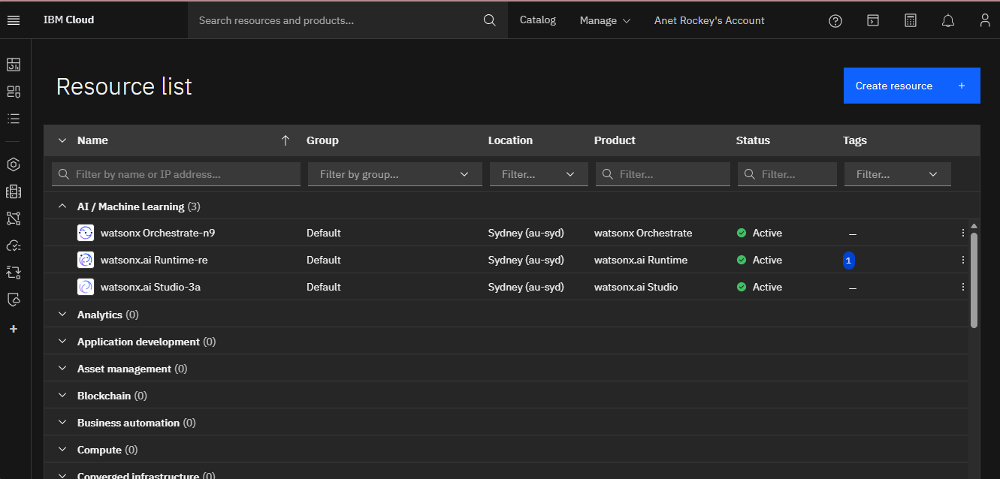 IBM Cloud
Search resources and products...
Catalog
Manage
Anet Rockey's Account
Resource list
Create resource +
Name Group Location Product Status Tags
Filter by name or IP address... Filter by group... Filter... Filter... Filter... Filter...
AI / Machine Learning (3)
watsonx Orchestrate-n9 Default Sydney (au-syd) watsonx Orchestrate Active –
watsonx.ai Runtime-re Default Sydney (au-syd) watsonx.ai Runtime Active 1
watsonx.ai Studio-3a Default Sydney (au-syd) watsonx.ai Studio Active –
Analytics (0)
Application development (0)
Asset management (0)
Blockchain (0)
Business automation (0)
Compute (0)
Converged infrastructure (0)